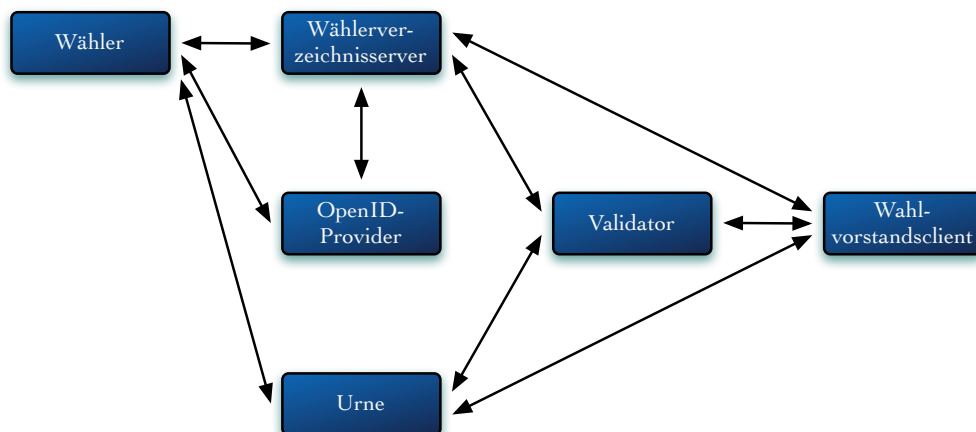 Wähler
Wählerver-
zeichnisserver
OpenID-
Provider
Validator
Wahl-
vorstandsclient
Urne